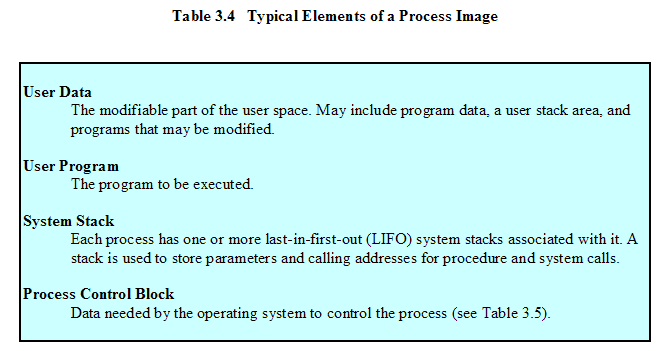 Table 3.4 Typical Elements of a Process Image
User Data
The modifiable part of the user space. May include program data, a user stack area, and
programs that may be modified.
User Program
The program to be executed.
System Stack
Each process has one or more last-in-first-out (LIFO) system stacks associated with it. A
stack is used to store parameters and calling addresses for procedure and system calls.
Process Control Block
Data needed by the operating system to control the process (see Table 3.5).